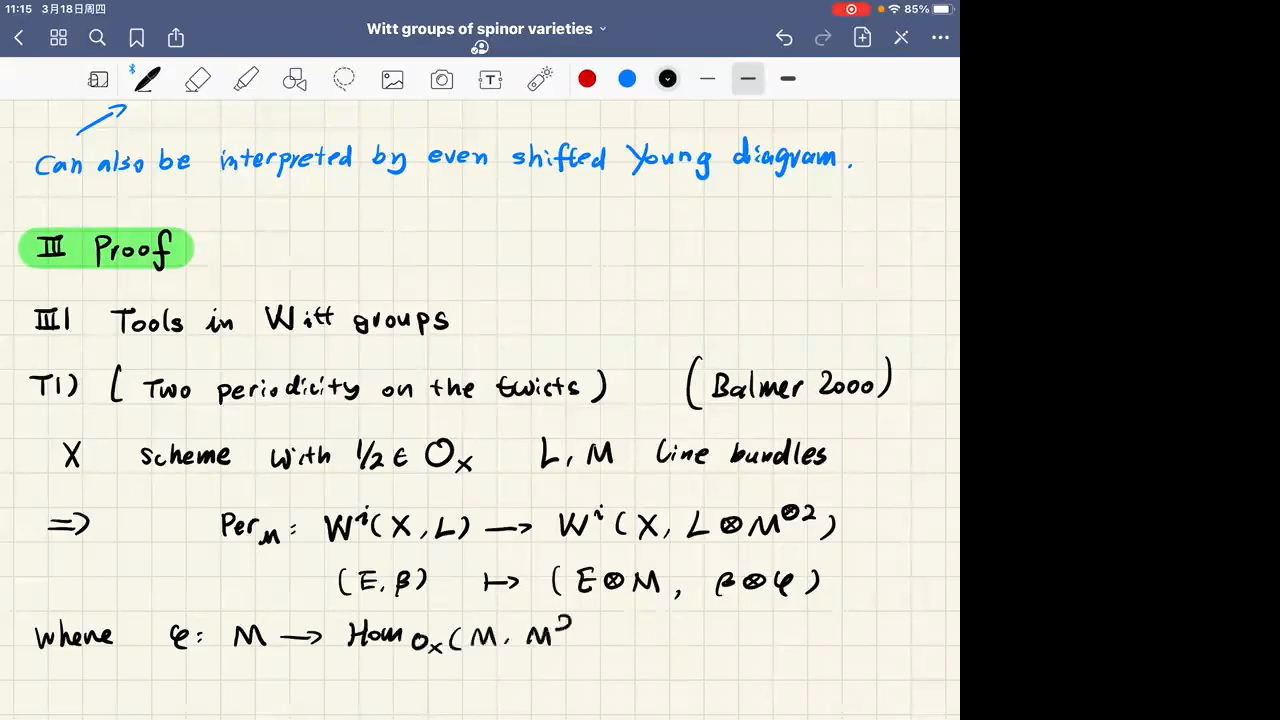 11:15 3月18日周四 85%
Witt groups of spinor varieties
T
Can also be interpreted by even shifted Young diagram.
III Proof
III1 Tools in Witt groups
T1) (Two periodicity on the twists) (Balmer 2000)
X scheme with 1/2 ∈ O_X L, M line bundles
=> Per_M : W^i(X, L) → W^i(X, L⊗M^⊗2)
(E, β) ↦ (E⊗M, β⊗φ)
where φ: M → Hom_{O_X}(M, M